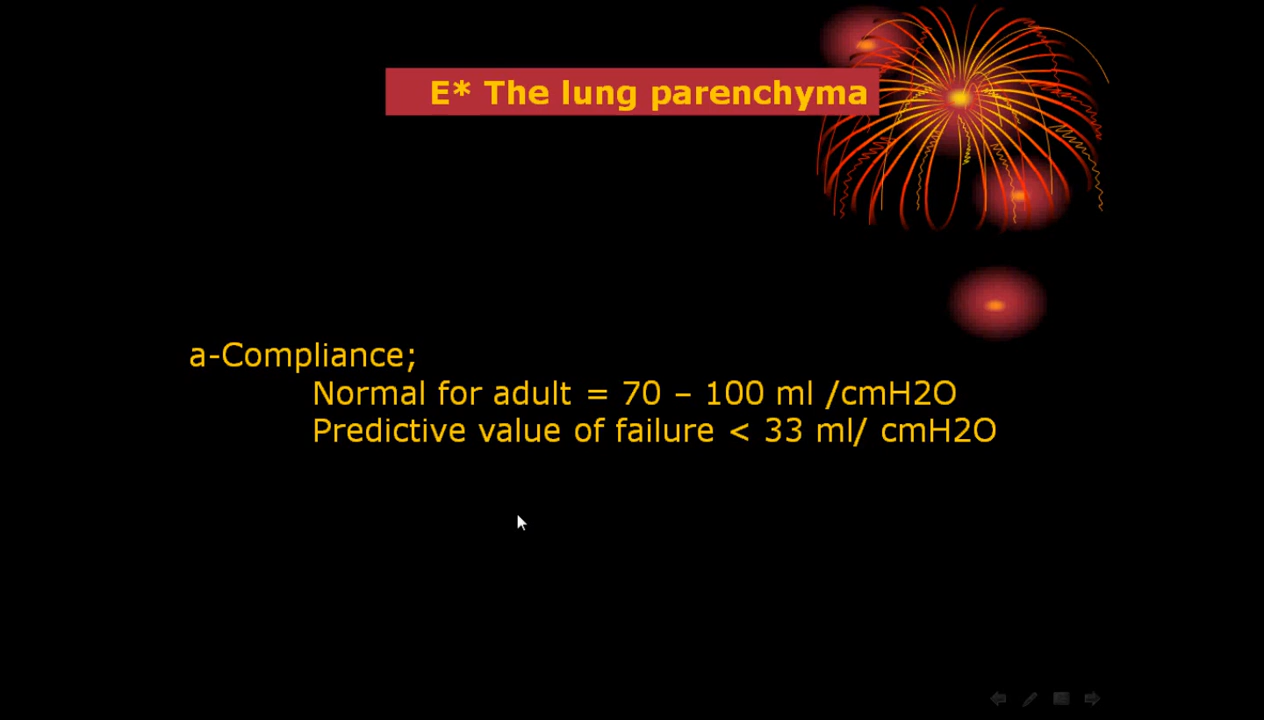 E* The lung parenchyma
a-Compliance;
Normal for adult = 70 – 100 ml /cmH2O
Predictive value of failure < 33 ml/ cmH2O